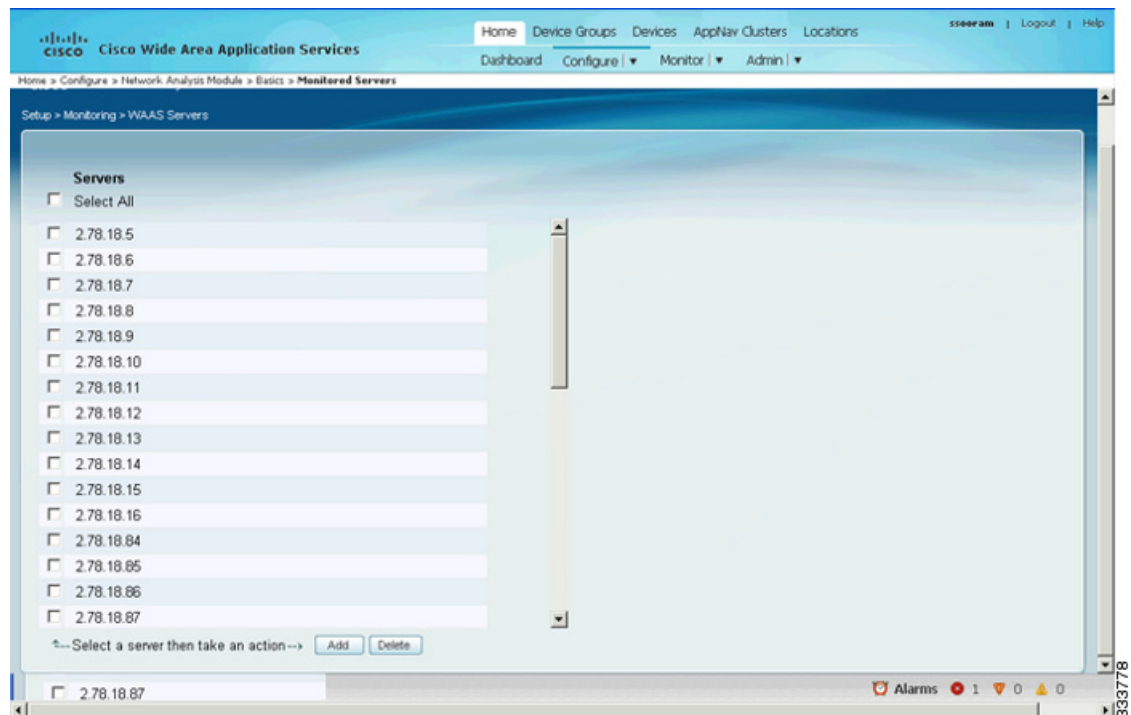 Home Device Groups Devices AppNav Clusters Locations
ssooram | Logout | Help
CISCO Cisco Wide Area Application Services
Dashboard Configure | Monitor | Admin |
Home > Configure > Network Analysis Module > Basics > Monitored Servers
Setup > Monitoring > WAAS Servers
Servers
Select All
2.78.18.5
2.78.18.6
2.78.18.7
2.78.18.8
2.78.18.9
2.78.18.10
2.78.18.11
2.78.18.12
2.78.18.13
2.78.18.14
2.78.18.15
2.78.18.16
2.78.18.84
2.78.18.85
2.78.18.86
2.78.18.87
Select a server then take an action--> Add Delete
2.78.18.87
Alarms 1 0 0
333778